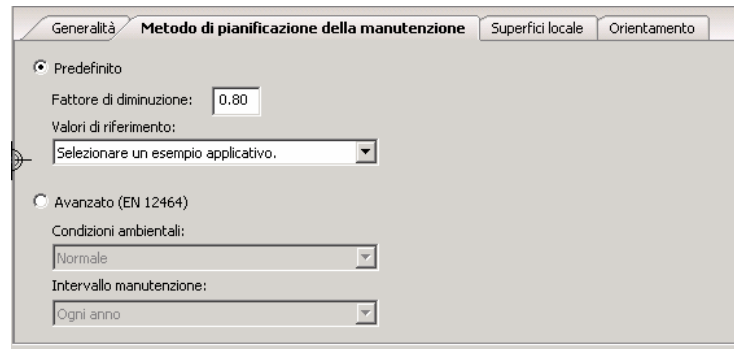 Generalità Metodo di pianificazione della manutenzione Superfici locale Orientamento
Predefinito
Fattore di diminuzione: 0.80
Valori di riferimento:
Selezionare un esempio applicativo.
Avanzato (EN 12464)
Condizioni ambientali:
Normale
Intervallo manutenzione:
Ogni anno